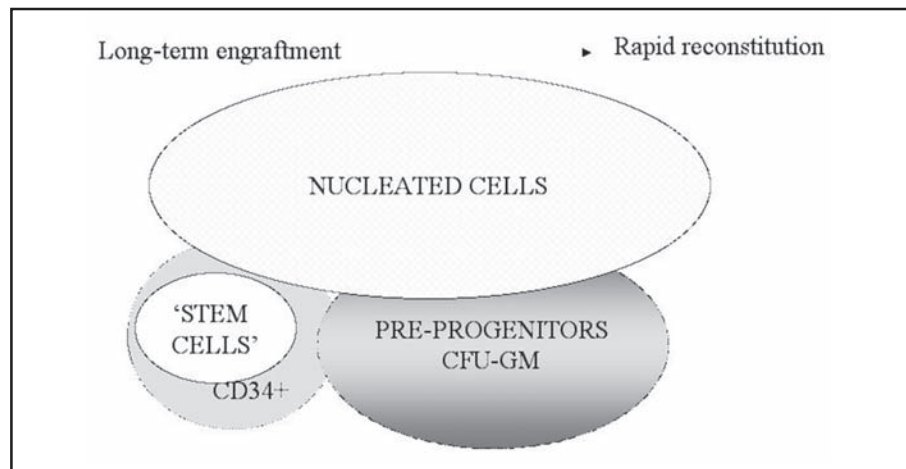 Long-term engraftment
▸ Rapid reconstitution
NUCLEATED CELLS
‘STEM
CELLS’
CD34+
PRE-PROGENITORS
CFU-GM